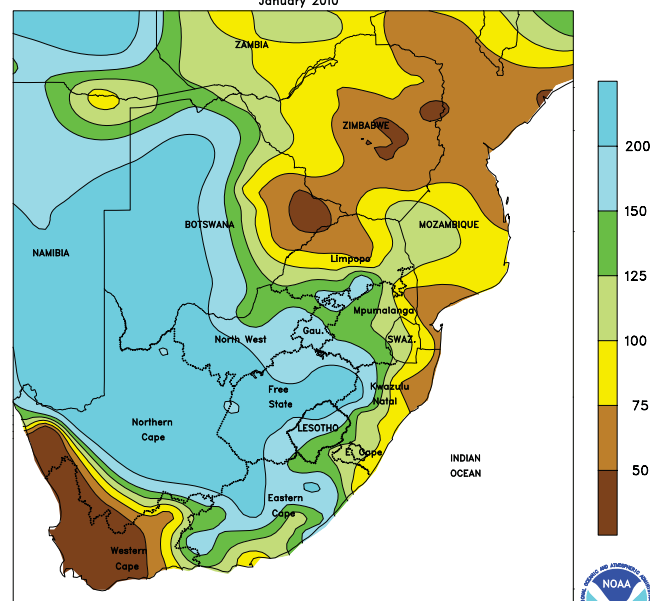 January 2010
ZAMBIA
ZIMBABWE
BOTSWANA
MOZAMBIQUE
NAMIBIA
Limpopo
Mpumalanga
North West
Gau.
SWAZ.
Free
State
Kwazulu
Natal
Northern
Cape
LESOTHO
E. Cape
INDIAN
OCEAN
Eastern
Cape
Western
Cape
200
150
125
100
75
50
NOAA